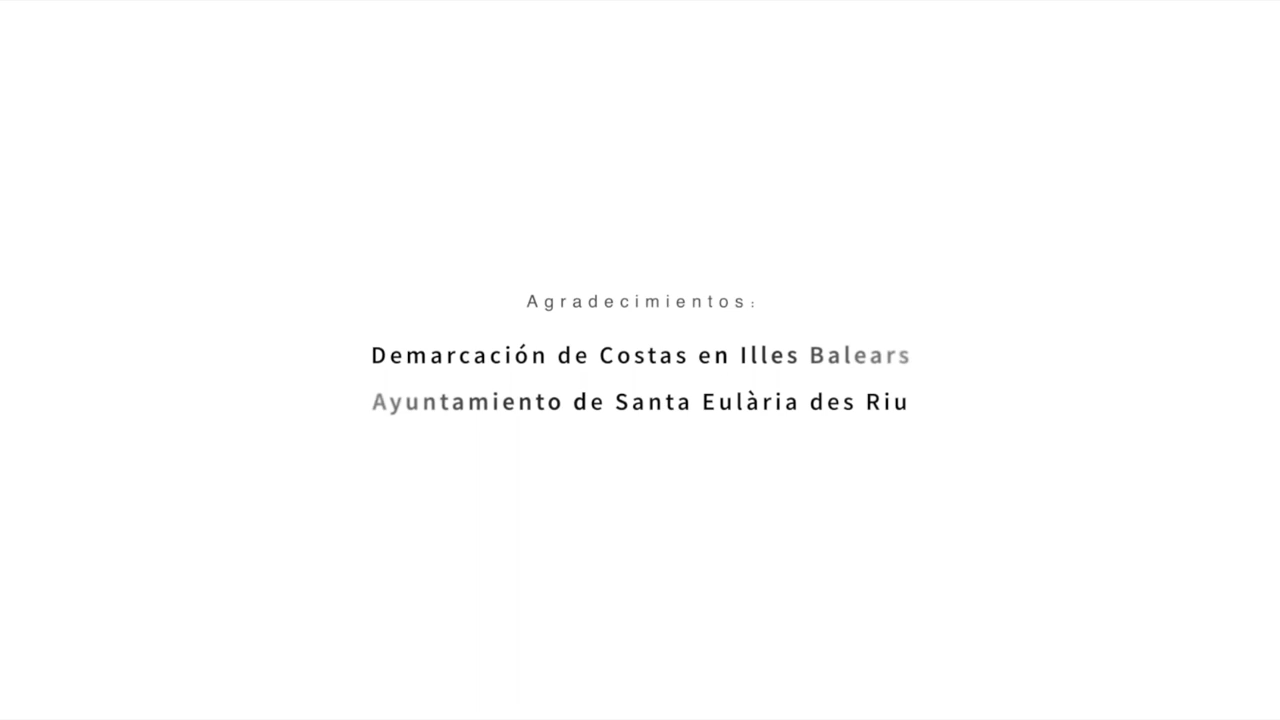 Agradecimientos:
Demarcación de Costas en Illes Balears
Ayuntamiento de Santa Eulària des Riu